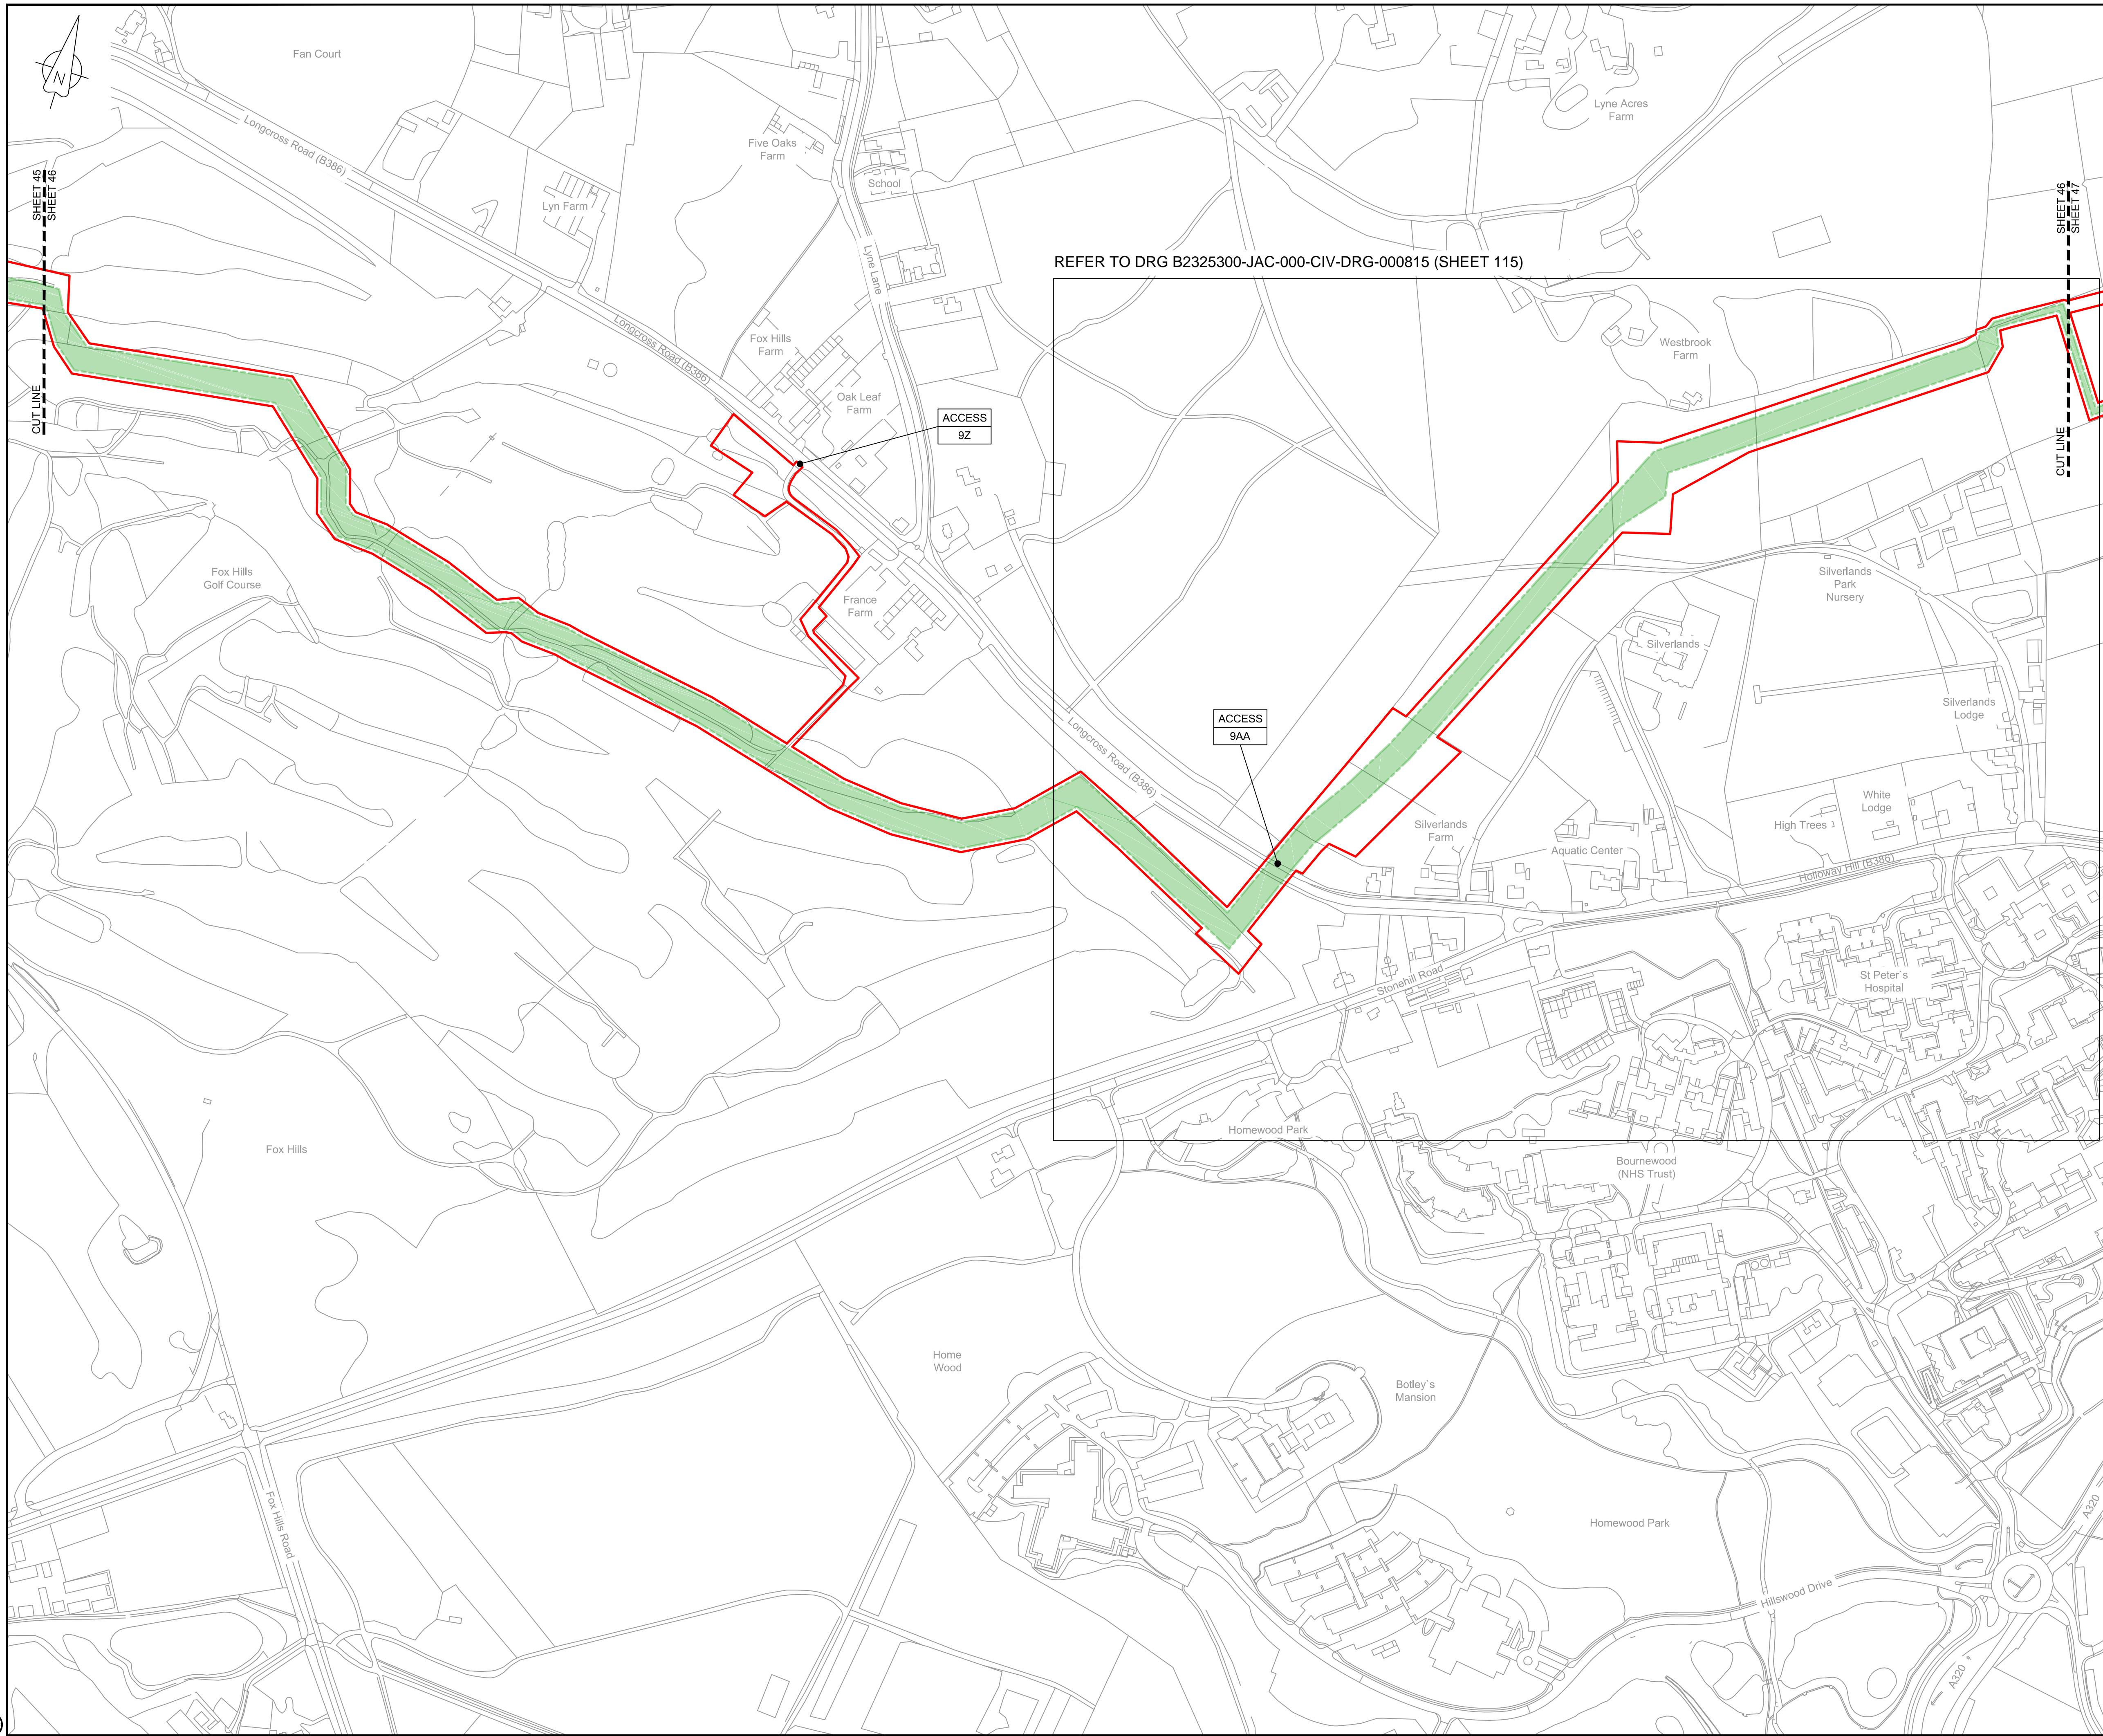 N
Fan Court
Longcross Road (B386)
Five Oaks
Farm
School
Lyn Farm
Lyne Acres
Farm
SHEET 45
SHEET 46
CUT LINE
SHEET 46
SHEET 47
CUT LINE
Lyne Lane
REFER TO DRG B2325300-JAC-000-CIV-DRG-000815 (SHEET 115)
Longcross Road (B386)
Fox Hills
Farm
Oak Leaf
Farm
Westbrook
Farm
ACCESS
9Z
Fox Hills
Golf Course
France
Farm
Silverlands
Park
Nursery
Silverlands
Silverlands
Lodge
ACCESS
9AA
Longcross Road (B386)
Silverlands
Farm
Aquatic Center
High Trees
White
Lodge
Holloway Hill (B386)
Stonehill Road
St Peter`s
Hospital
Homewood Park
Fox Hills
Bournewood
(NHS Trust)
Home
Wood
Botley`s
Mansion
Fox Hills Road
Homewood Park
A320
Hillswood Drive
A320